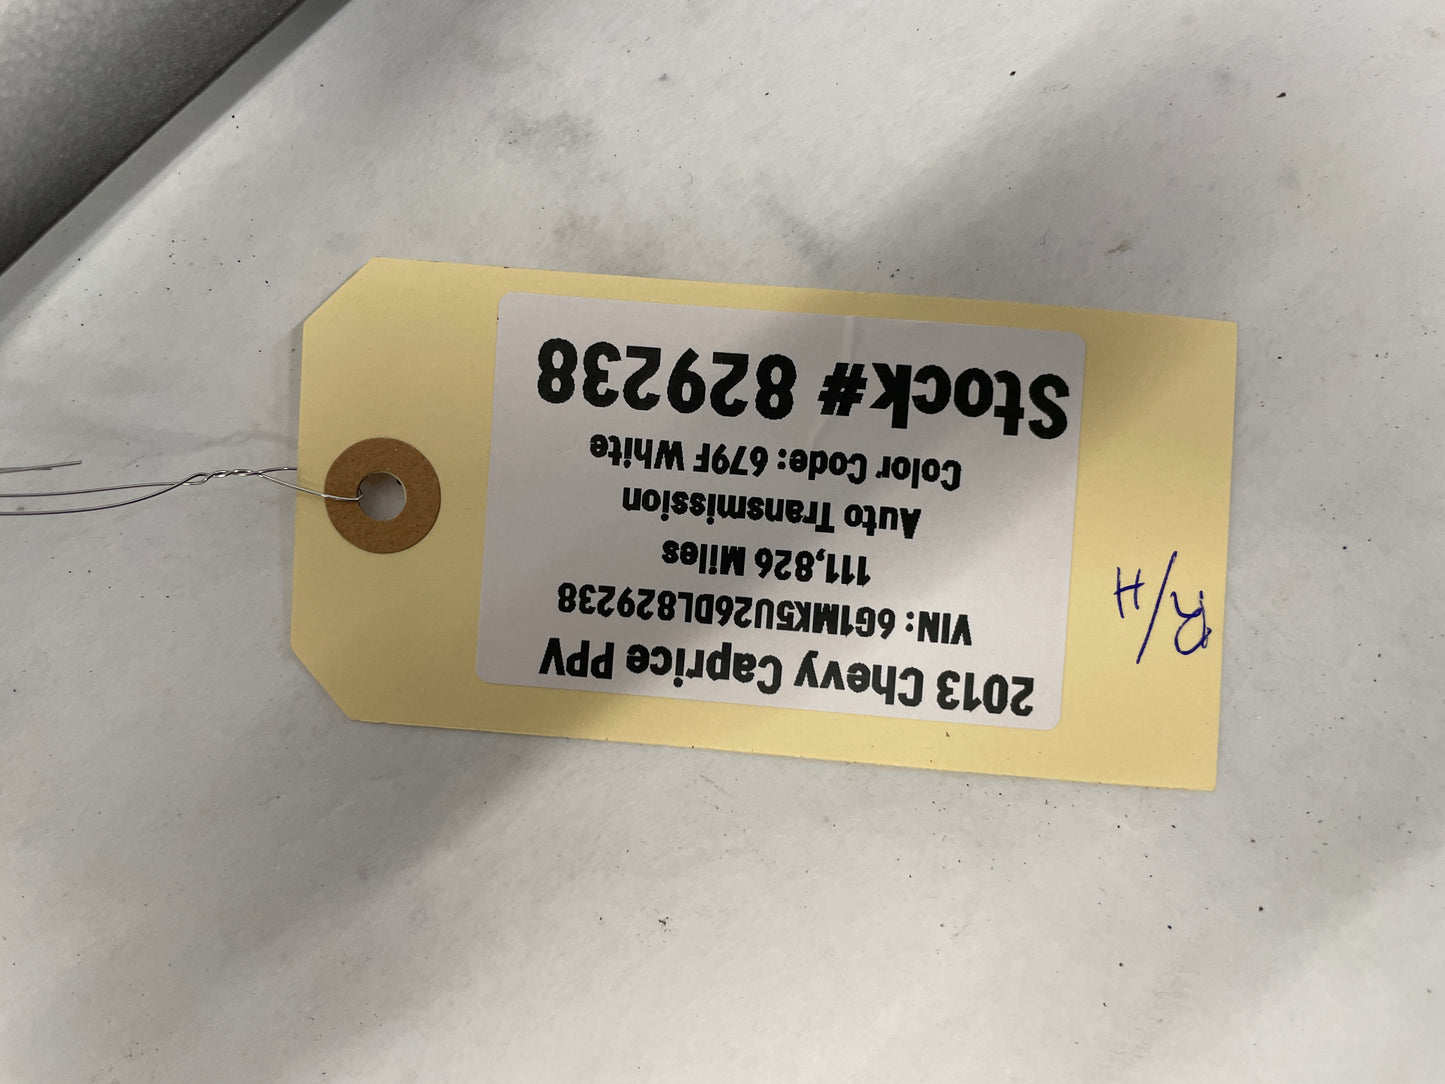 2013 Chevy Caprice PPV
VIN: 6G1MK5U26DL829238
111,826 Miles
Auto Transmission
Color Code: 679F White
Stock# 829238
R/H